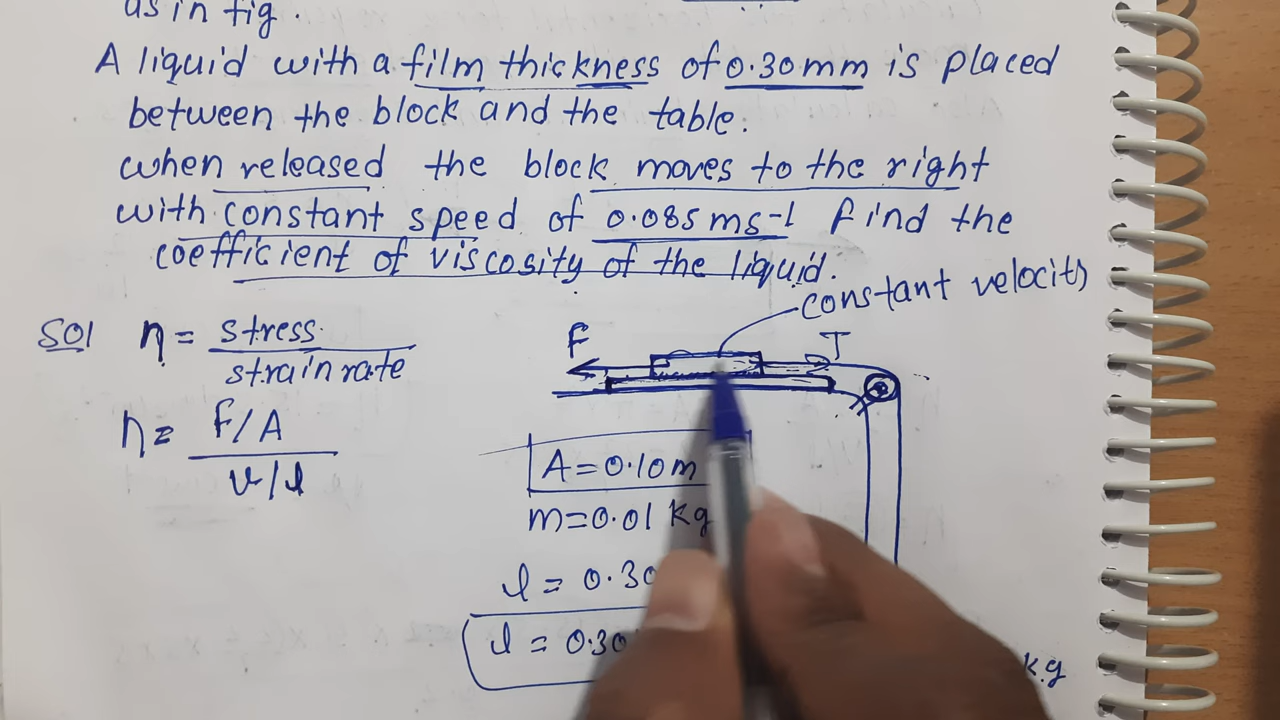 as in fig.
A liquid with a film thickness of 0.30mm is placed
between the block and the table.
when released the block moves to the right
with constant speed of 0.085 ms-1 find the
coefficient of viscosity of the liquid.
constant velocity
Sol η = stress
strain rate
F T
η = F/A
v/l
A = 0.10m
m=0.01 kg
l = 0.30
l = 0.30
kg